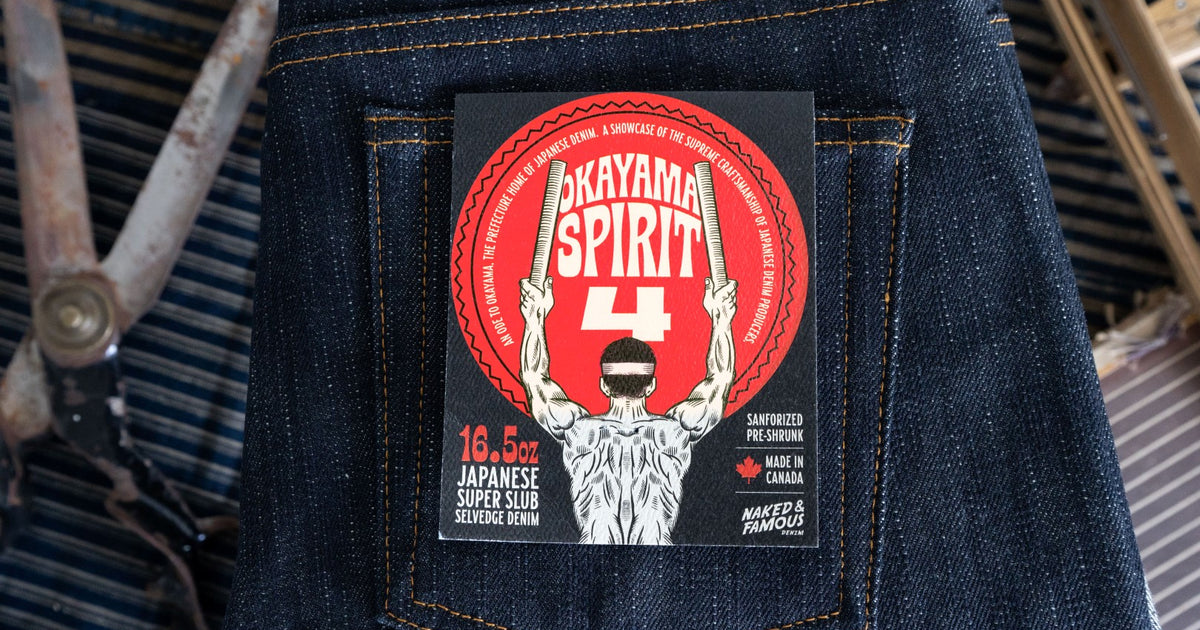 AN ODE TO OKAYAMA. THE PREFECTURE HOME OF JAPANESE DENIM. A SHOWCASE OF THE SUPREME CRAFTSMANSHIP OF JAPANESE DENIM PRODUCERS.
OKAYAMA
SPIRIT
4
16.5oz
JAPANESE
SUPER SLUB
SELVEDGE DENIM
SANFORIZED
PRE-SHRUNK
MADE IN
CANADA
NAKED &
FAMOUS
DENIM